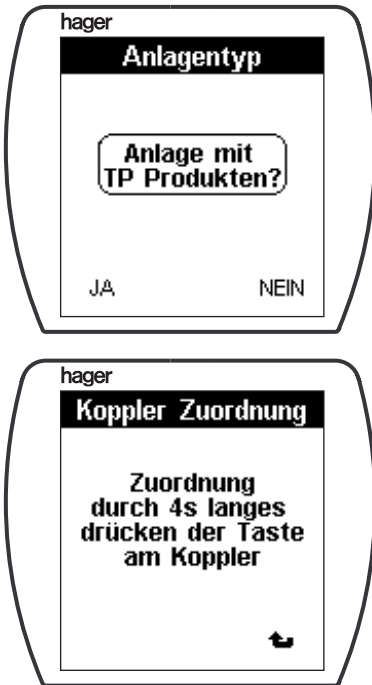 hager
Anlagentyp
Anlage mit
TP Produkten?
JA NEIN
hager
Koppler Zuordnung
Zuordnung
durch 4s langes
drücken der Taste
am Koppler